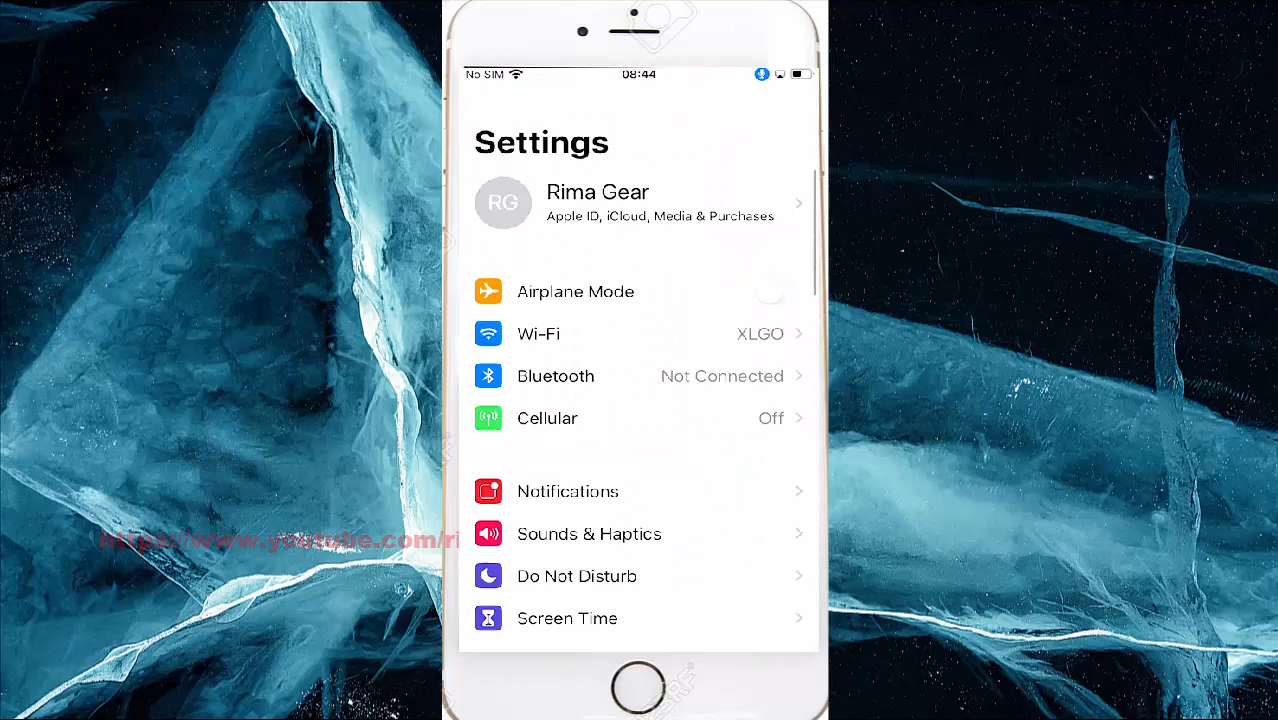 No SIM 08:44
Settings
RG
Rima Gear
Apple ID, iCloud, Media & Purchases
Airplane Mode
Wi-Fi XLGO
Bluetooth Not Connected
Cellular Off
Notifications
Sounds & Haptics
https://www.youtube.com/ri
Do Not Disturb
Screen Time